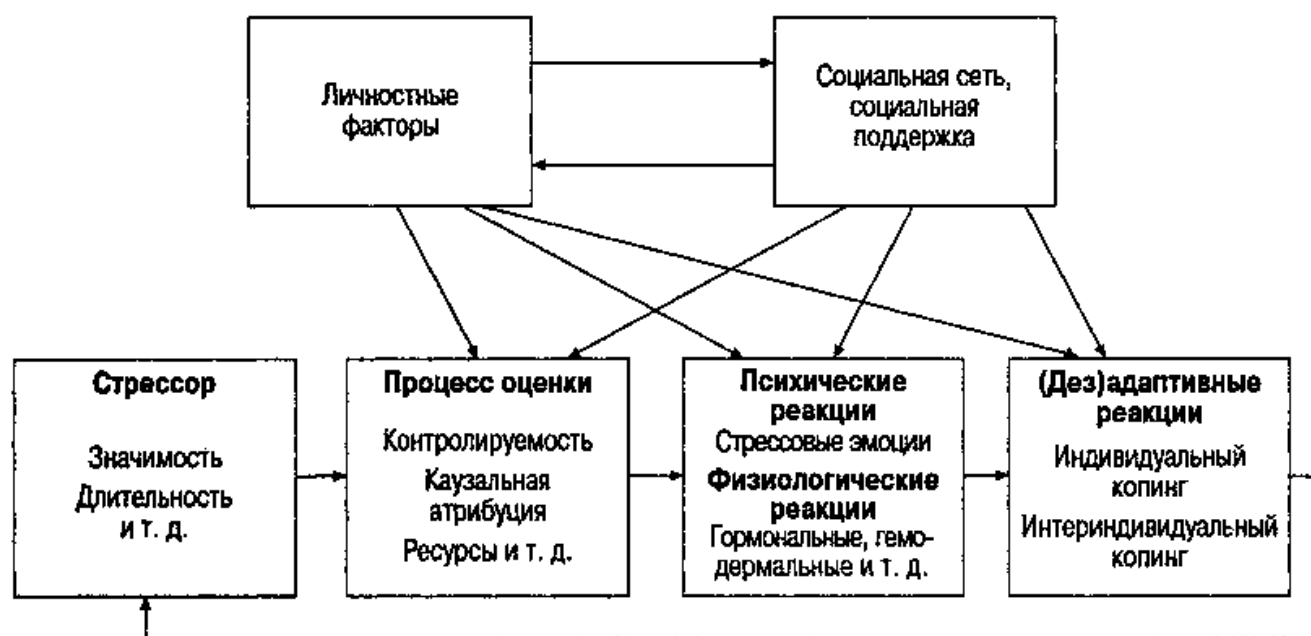 Личностные
факторы
Социальная сеть,
социальная
поддержка
Стрессор
Значимость
Длительность
и т. д.
Процесс оценки
Контролируемость
Каузальная
атрибуция
Ресурсы и т. д.
Психические
реакции
Стрессовые эмоции
Физиологические
реакции
Гормональные, гемо-
дермальные и т. д.
(Дез)адаптивные
реакции
Индивидуальный
копинг
Интериндивидуальный
копинг